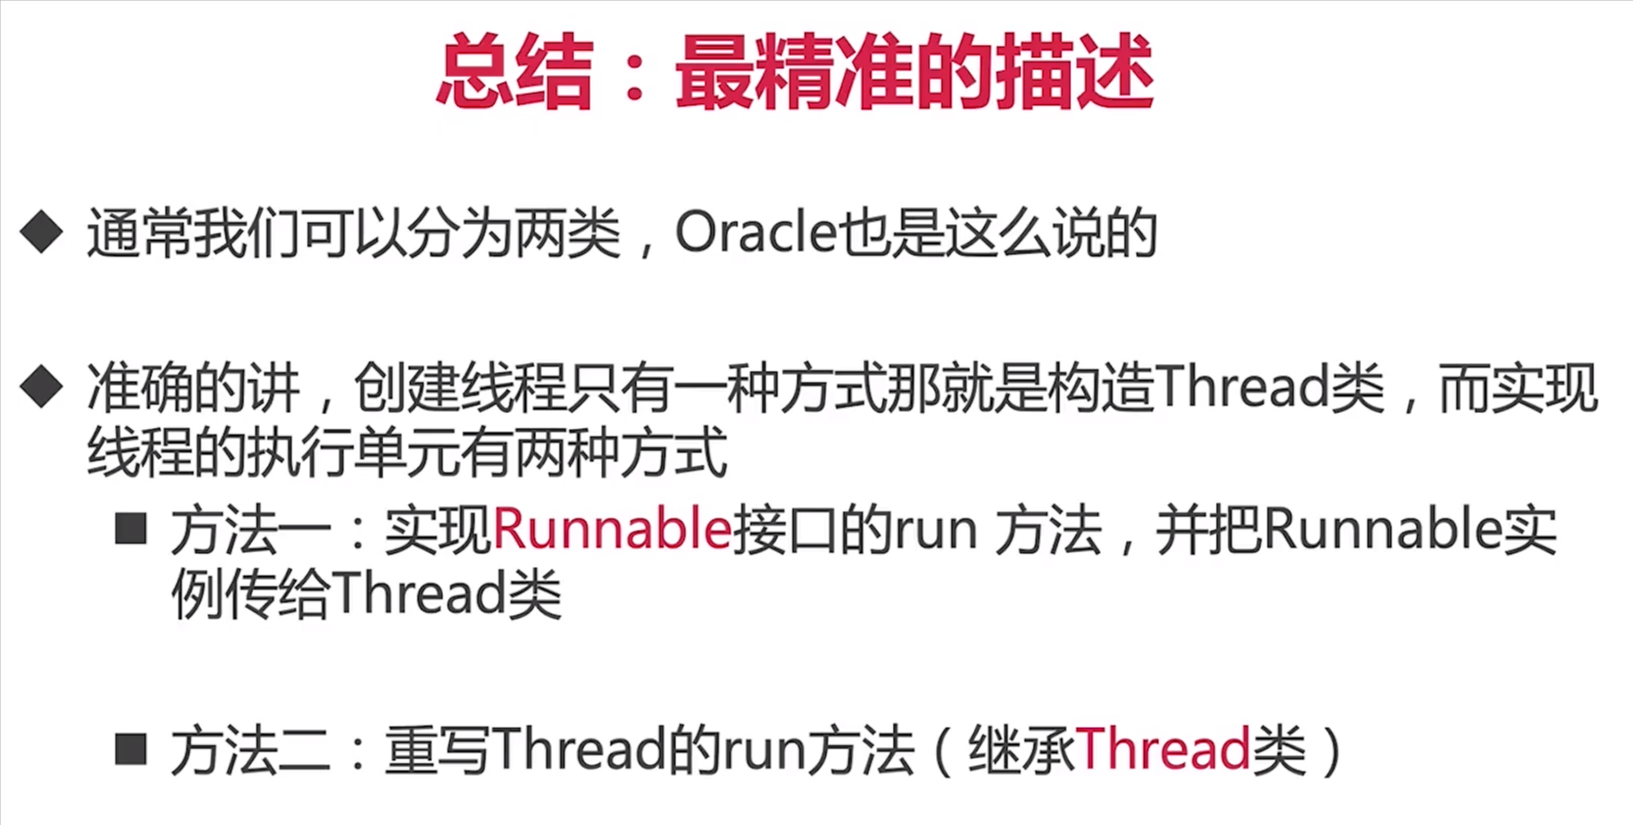 总结：最精准的描述
◆ 通常我们可以分为两类，Oracle也是这么说的
◆ 准确的讲，创建线程只有一种方式那就是构造Thread类，而实现
线程的执行单元有两种方式
■ 方法一：实现Runnable接口的run 方法，并把Runnable实
例传给Thread类
■ 方法二：重写Thread的run方法（继承Thread类）